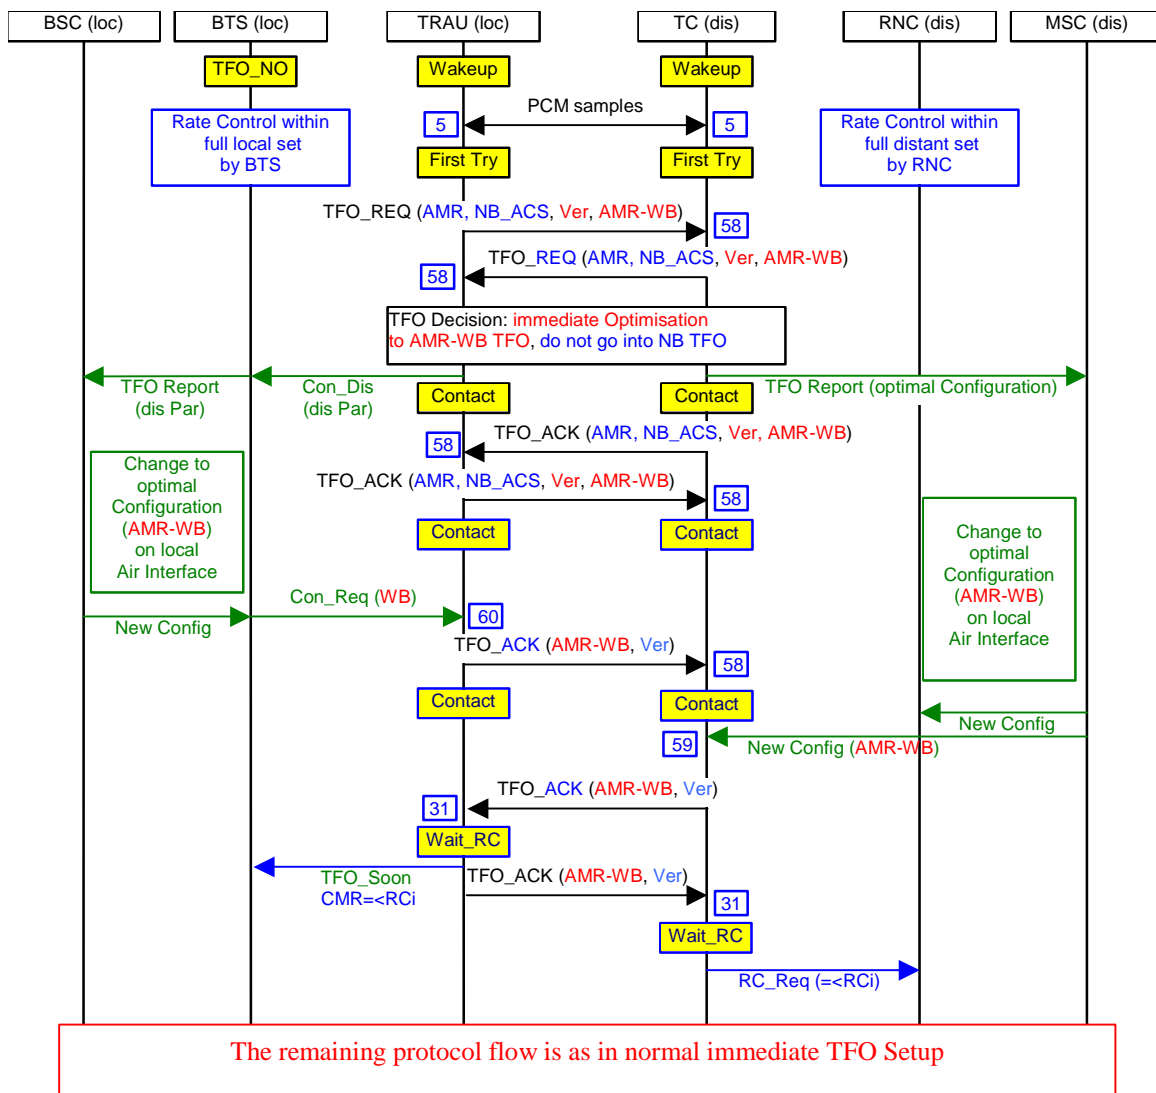 BSC (loc)
BTS (loc)
TRAU (loc)
TC (dis)
RNC (dis)
MSC (dis)
TFO_NO
Wakeup
Wakeup
PCM samples
5
5
Rate Control within
full local set
by BTS
Rate Control within
full distant set
by RNC
First Try
First Try
TFO_REQ (AMR, NB_ACS, Ver, AMR-WB)
58
TFO_REQ (AMR, NB_ACS, Ver, AMR-WB)
58
TFO Decision: immediate Optimisation
to AMR-WB TFO, do not go into NB TFO
TFO Report
(dis Par)
Con_Dis
(dis Par)
Contact
Contact
TFO Report (optimal Configuration)
TFO_ACK (AMR, NB_ACS, Ver, AMR-WB)
58
TFO_ACK (AMR, NB_ACS, Ver, AMR-WB)
58
Change to
optimal
Configuration
(AMR-WB)
on local
Air Interface
Contact
Contact
Change to
optimal
Configuration
(AMR-WB)
on local
Air Interface
Con_Req (WB)
New Config
60
TFO_ACK (AMR-WB, Ver)
58
Contact
Contact
New Config
59
New Config (AMR-WB)
TFO_ACK (AMR-WB, Ver)
31
Wait_RC
TFO_Soon
CMR=<RCi
TFO_ACK (AMR-WB, Ver)
31
Wait_RC
RC_Req (=<RCi)
The remaining protocol flow is as in normal immediate TFO Setup